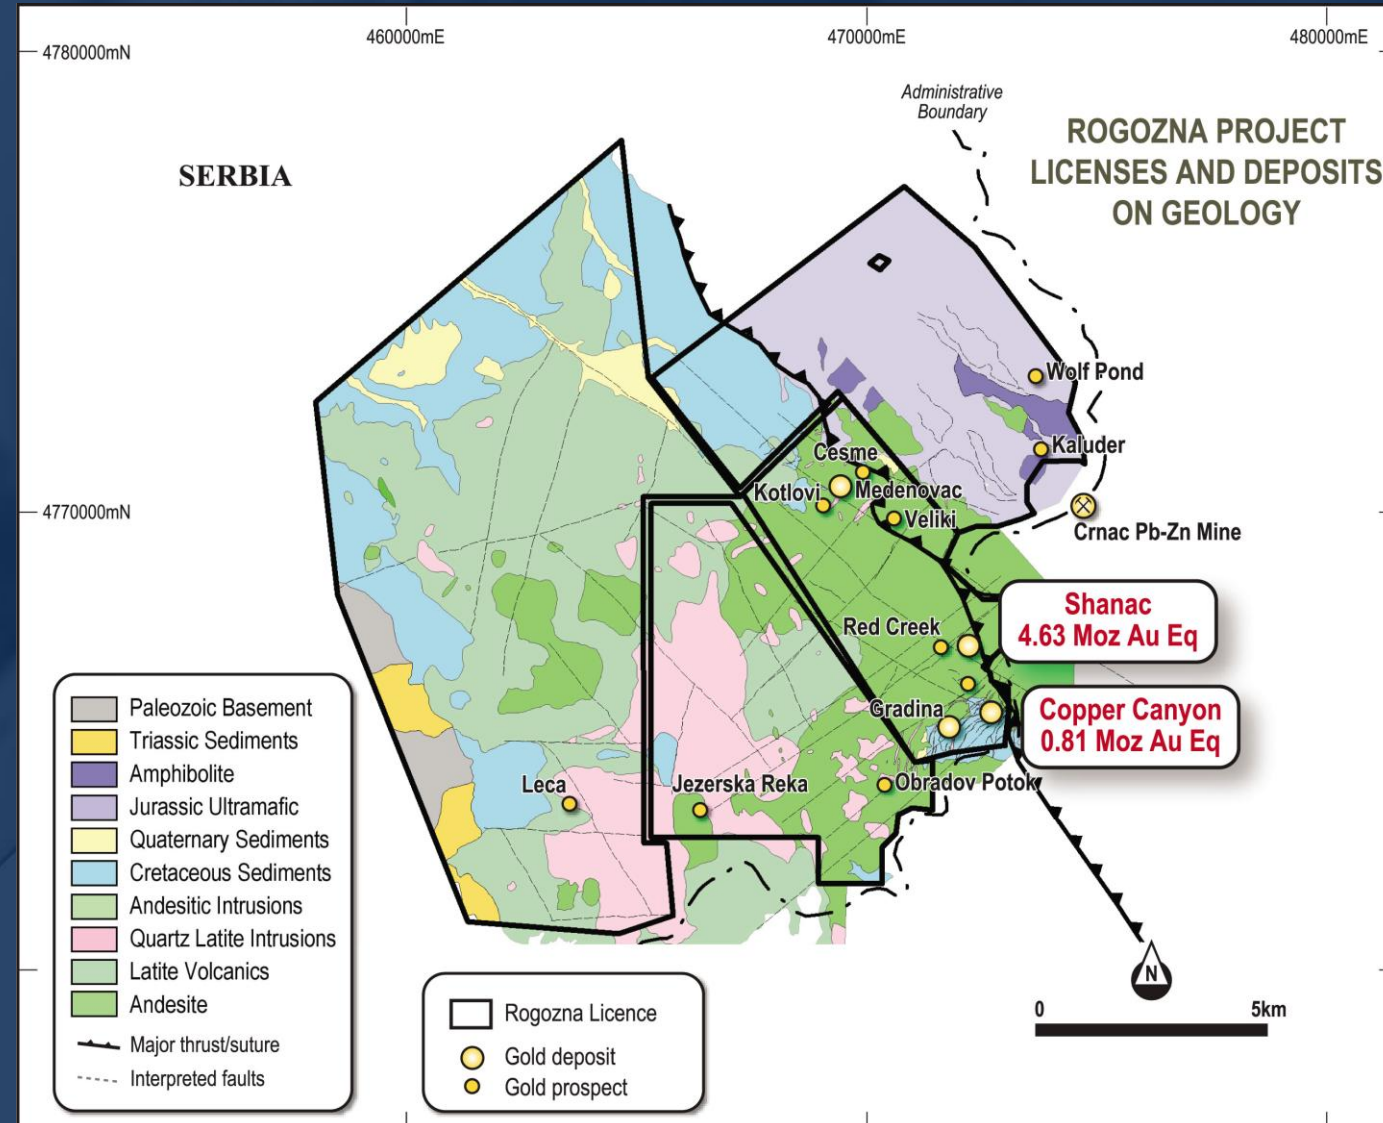 460000mE
470000mE
480000mE
4780000mN
Administrative
Boundary
ROGOZNA PROJECT
LICENSES AND DEPOSITS
ON GEOLOGY
SERBIA
Wolf Pond
Kaluder
Cesme
Kotlovi
Medenovac
Veliki
4770000mN
Crnac Pb-Zn Mine
Shanac
4.63 Moz Au Eq
Red Creek
Gradina
Copper Canyon
0.81 Moz Au Eq
Leca
Jezerska Reka
Obradov Potok
Paleozoic Basement
Triassic Sediments
Amphibolite
Jurassic Ultramafic
Quaternary Sediments
Cretaceous Sediments
Andesitic Intrusions
Quartz Latite Intrusions
Latite Volcanics
Andesite
Major thrust/suture
Interpreted faults
Rogozna Licence
Gold deposit
Gold prospect
N
0
5km